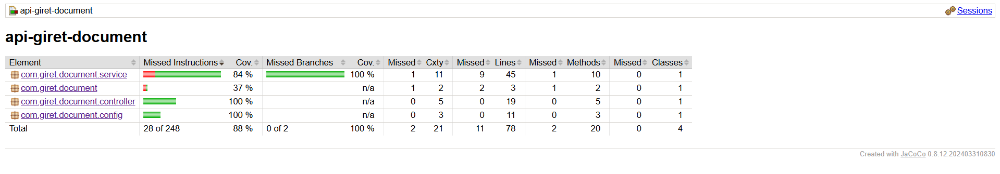 api-giret-document Sessions
api-giret-document
Element Missed Instructions Cov. Missed Branches Cov. Missed Cxty Missed Lines Missed Methods Missed Classes
com.giret.document.service 84 % 100 % 1 11 9 45 1 10 0 1
com.giret.document 37 % n/a 1 2 2 3 1 2 0 1
com.giret.document.controller 100 % n/a 0 5 0 19 0 5 0 1
com.giret.document.config 100 % n/a 0 3 0 11 0 3 0 1
Total 28 of 248 88 % 0 of 2 100 % 2 21 11 78 2 20 0 4
Created with JaCoCo 0.8.12.202403310830